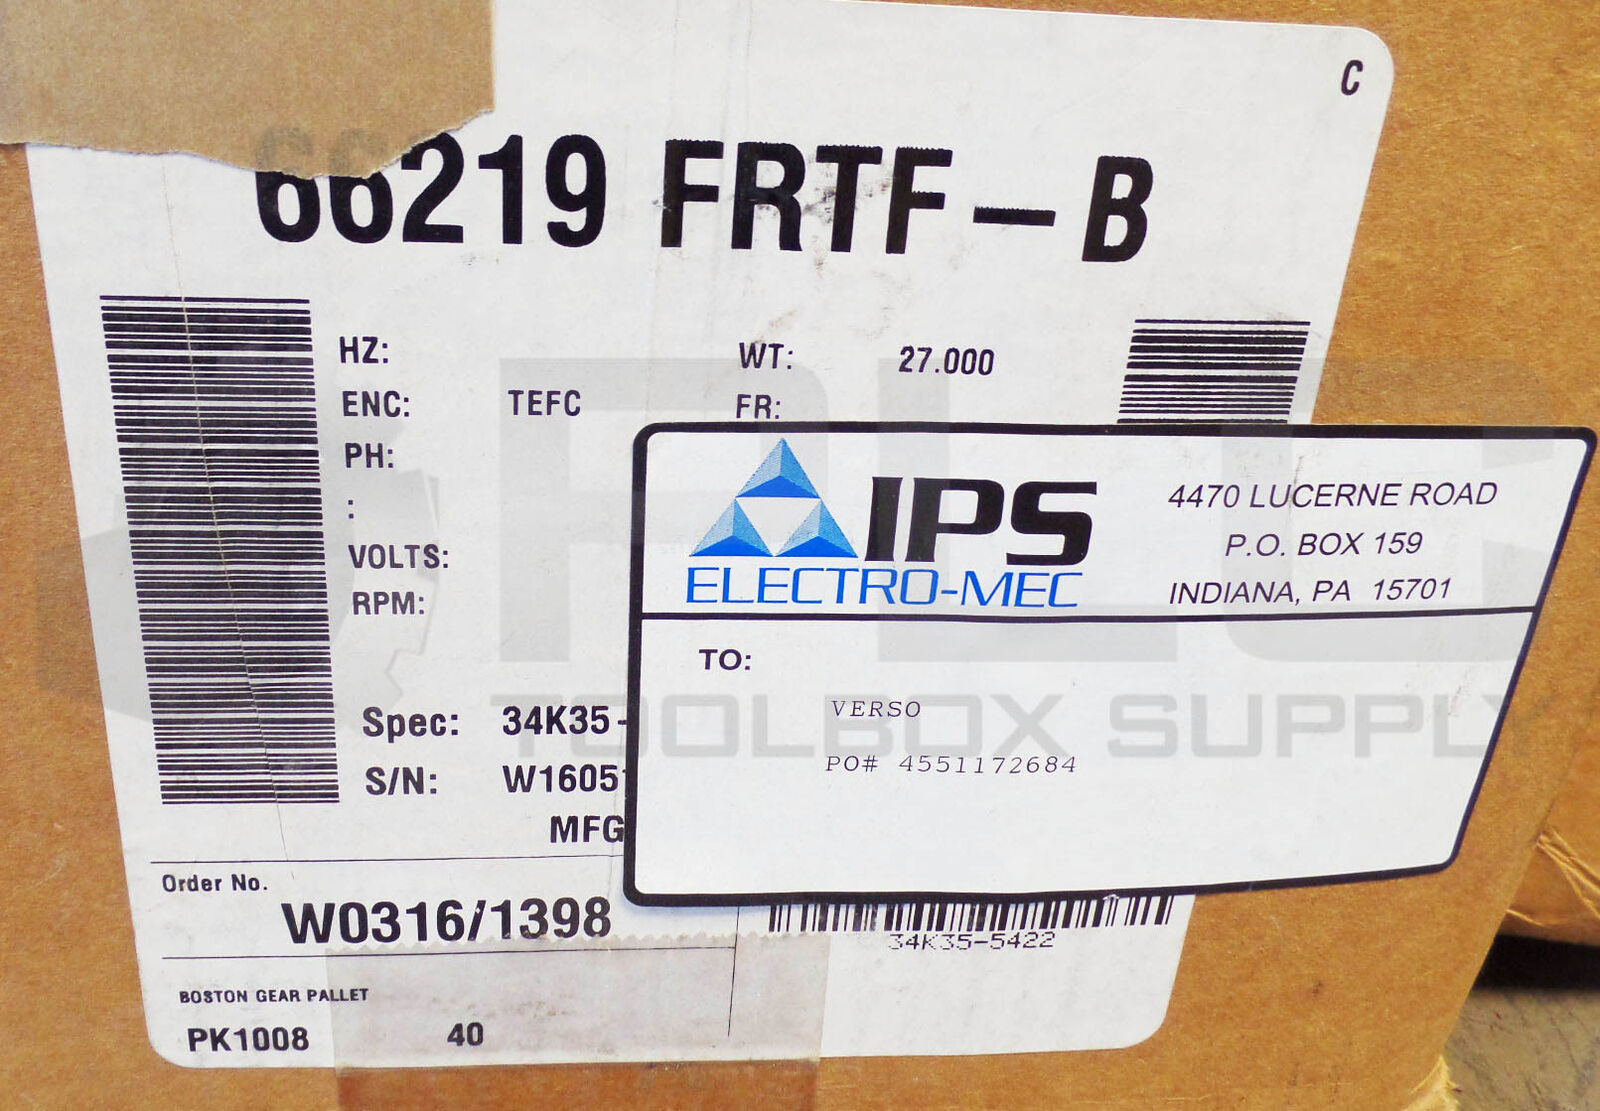 C
66219 FRTF-B
HZ:
WT: 27.000
ENC: TEFC
FR:
PH:
:
VOLTS:
RPM:
Spec: 34K35-
S/N: W16051
MFG
Order No.
W0316/1398
34K35-5422
BOSTON GEAR PALLET
PK1008 40
IPS
ELECTRO-MEC
4470 LUCERNE ROAD
P.O. BOX 159
INDIANA, PA 15701
TO:
VERSO
PO# 4551172684
PLC
TOOLBOX SUPPLY